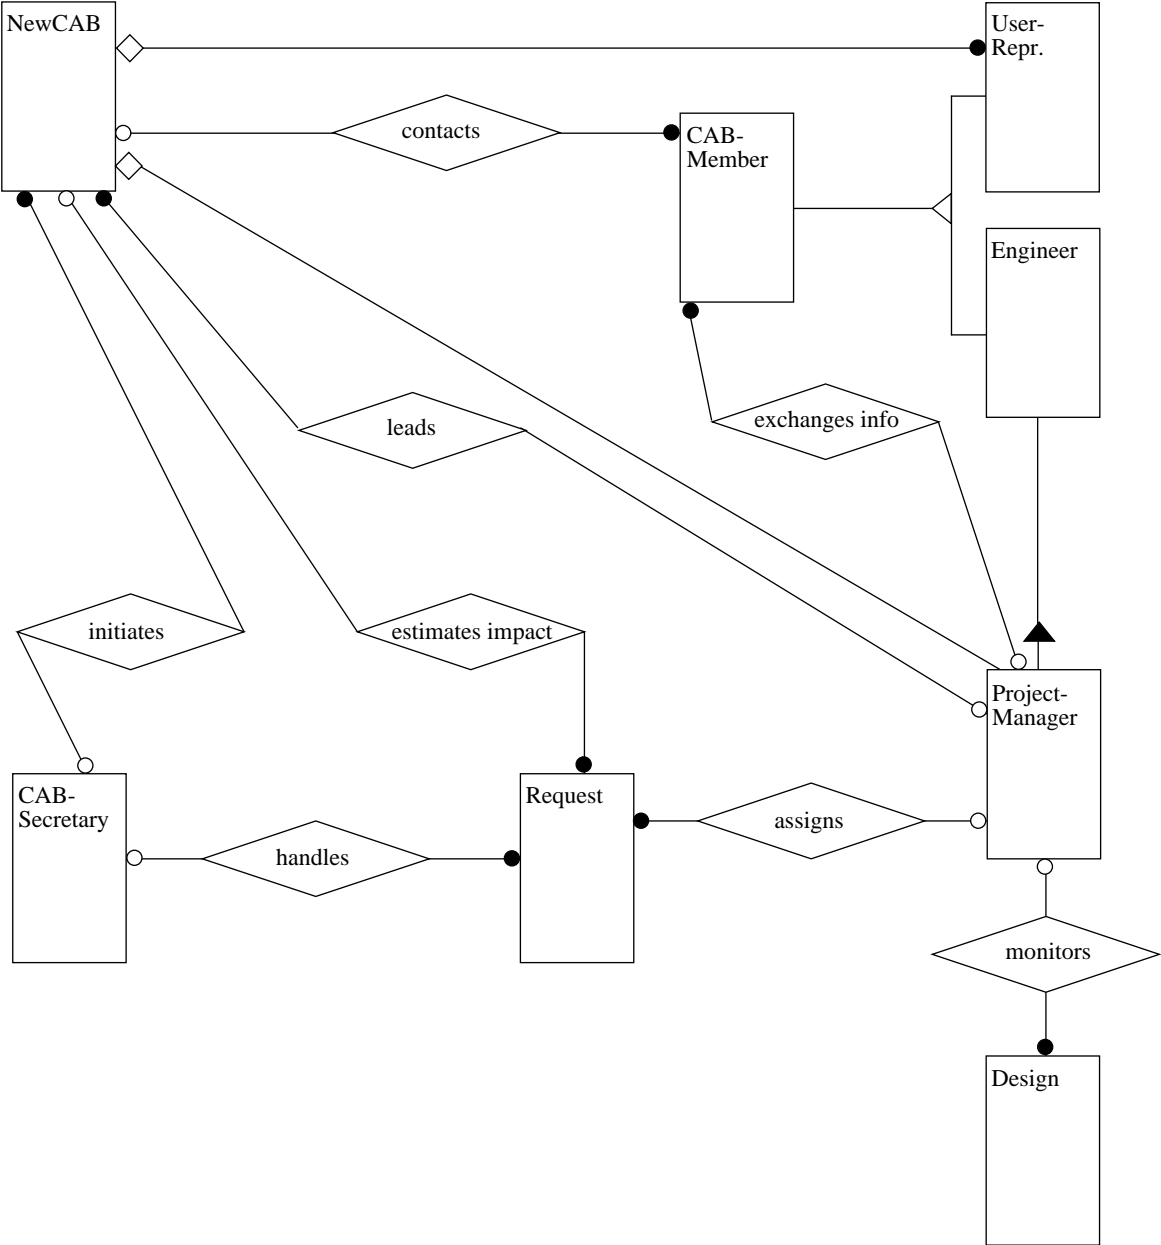 NewCAB
User-
Repr.
contacts
CAB-
Member
Engineer
leads
exchanges info
initiates
estimates impact
Project-
Manager
CAB-
Secretary
Request
assigns
handles
monitors
Design